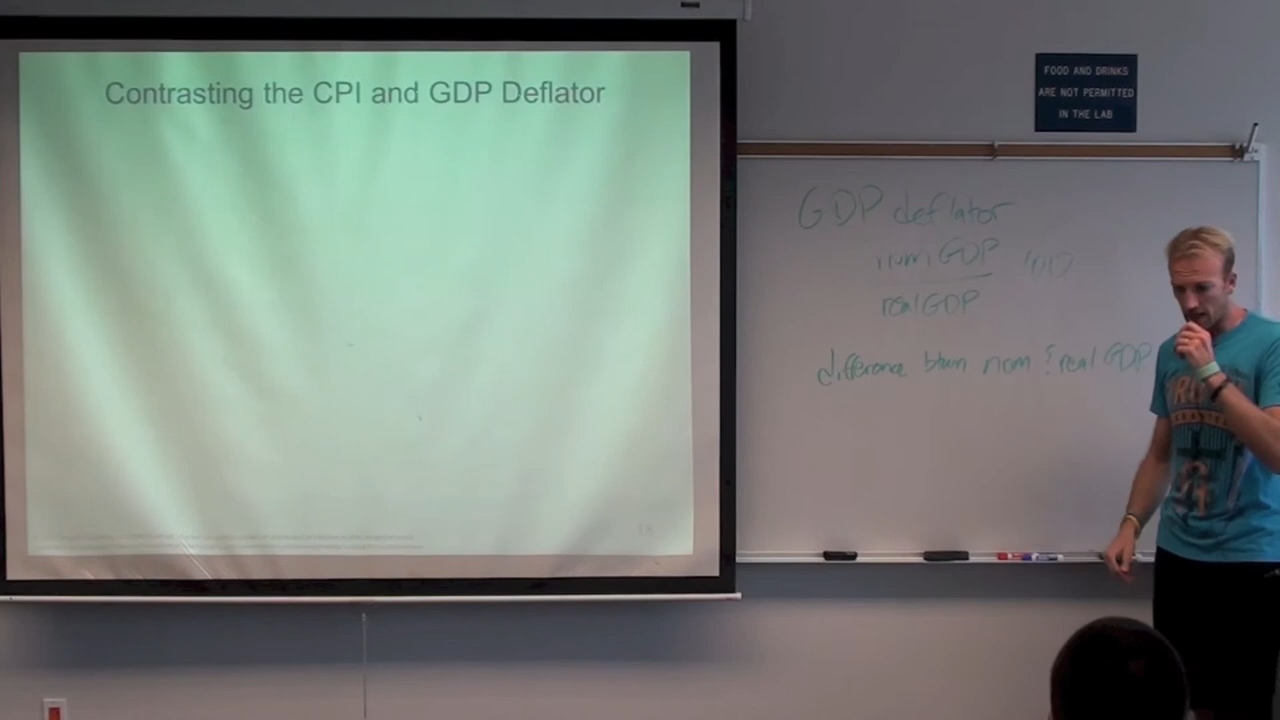 Contrasting the CPI and GDP Deflator
FOOD AND DRINKS
ARE NOT PERMITTED
IN THE LAB
GDP deflator
nom GDP
real GDP
difference btwn nom & real GDP